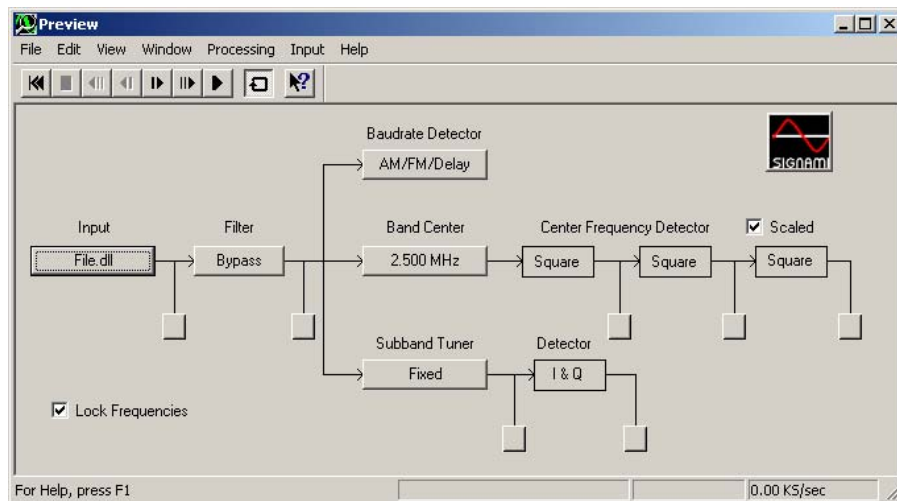 Preview
File Edit View Window Processing Input Help
Baudrate Detector
AM/FM/Delay
SIGNAMI
Input
Filter
Band Center
Center Frequency Detector
Scaled
File.dll
Bypass
2.500 MHz
Square
Square
Square
Subband Tuner
Detector
Fixed
I & Q
Lock Frequencies
For Help, press F1
0.00 KS/sec